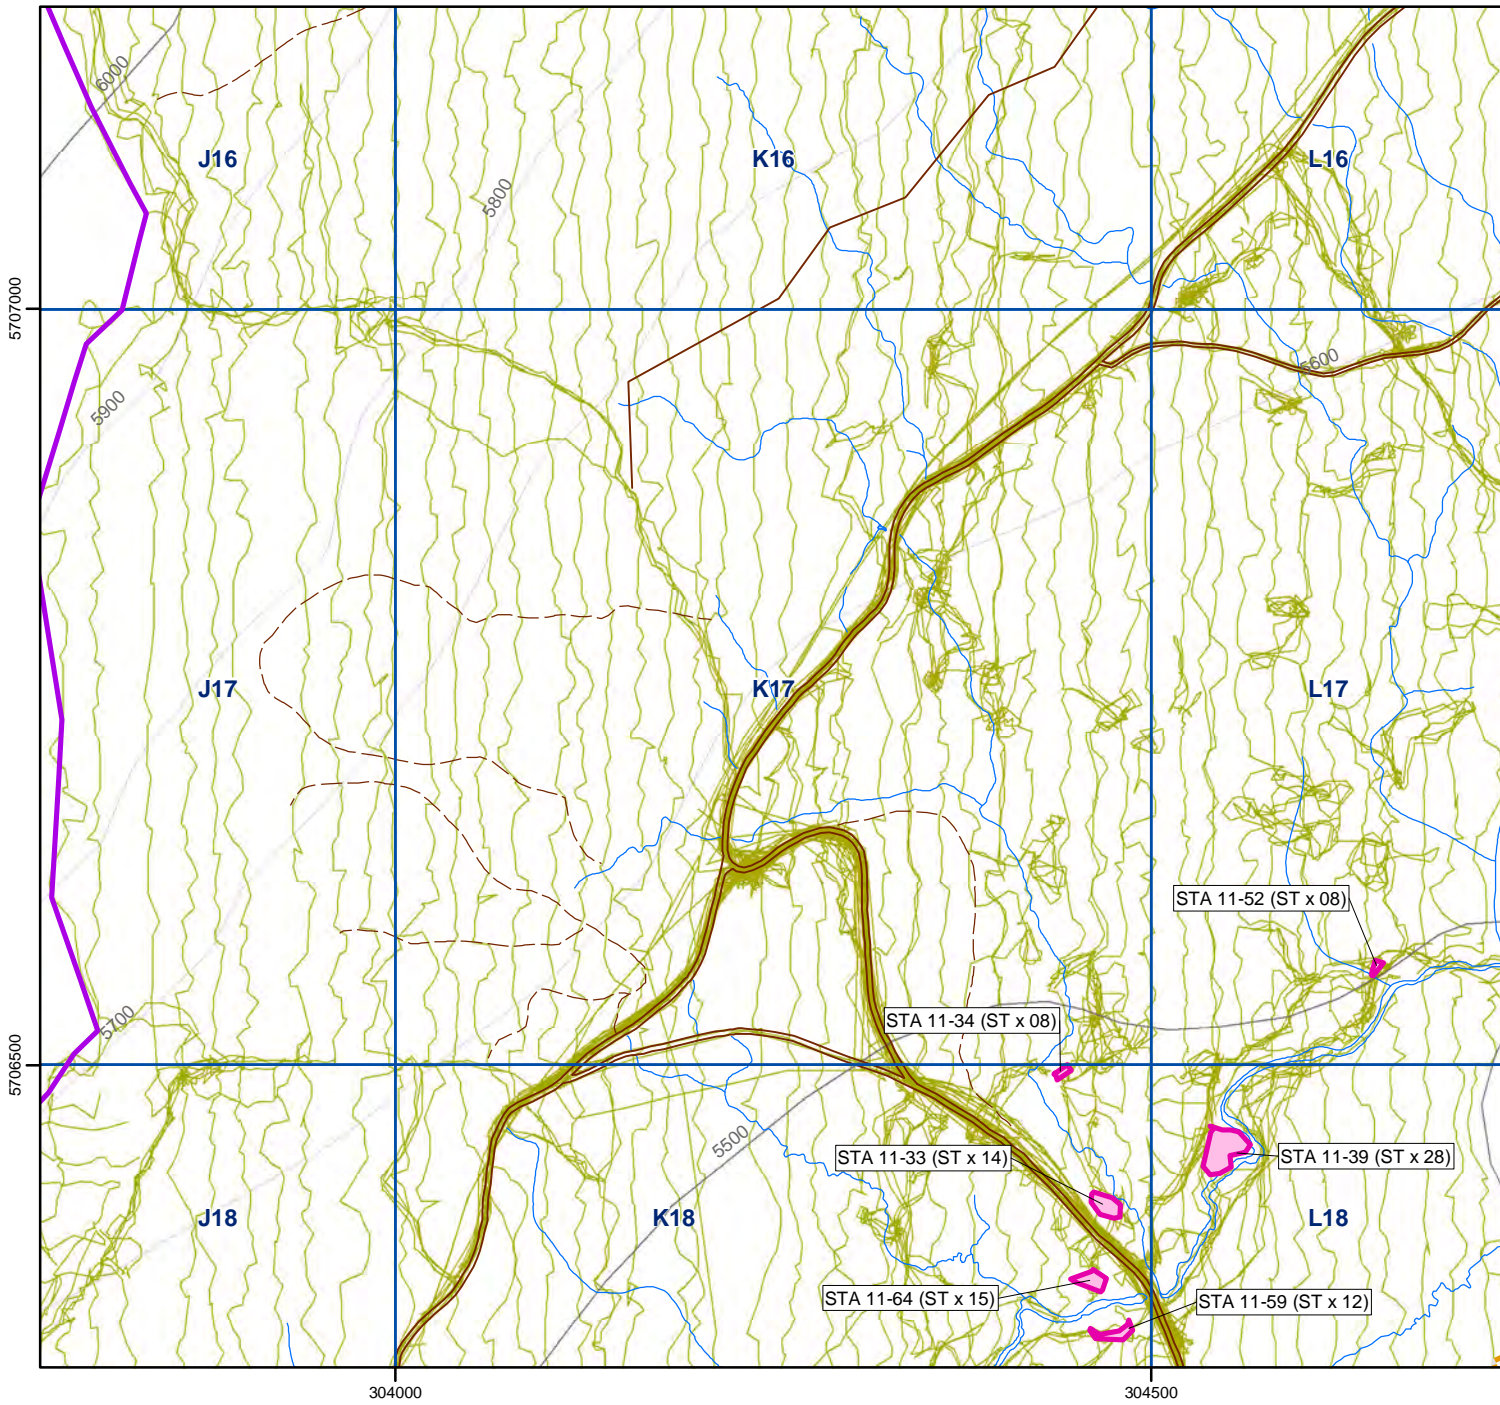 6000
J16
K16
L16
5800
5707000
5900
5600
J17
K17
L17
STA 11-52 (ST x 08)
5700
STA 11-34 (ST x 08)
5706500
5500
STA 11-33 (ST x 14)
STA 11-39 (ST x 28)
J18
K18
L18
STA 11-64 (ST x 15)
STA 11-59 (ST x 12)
304000
304500